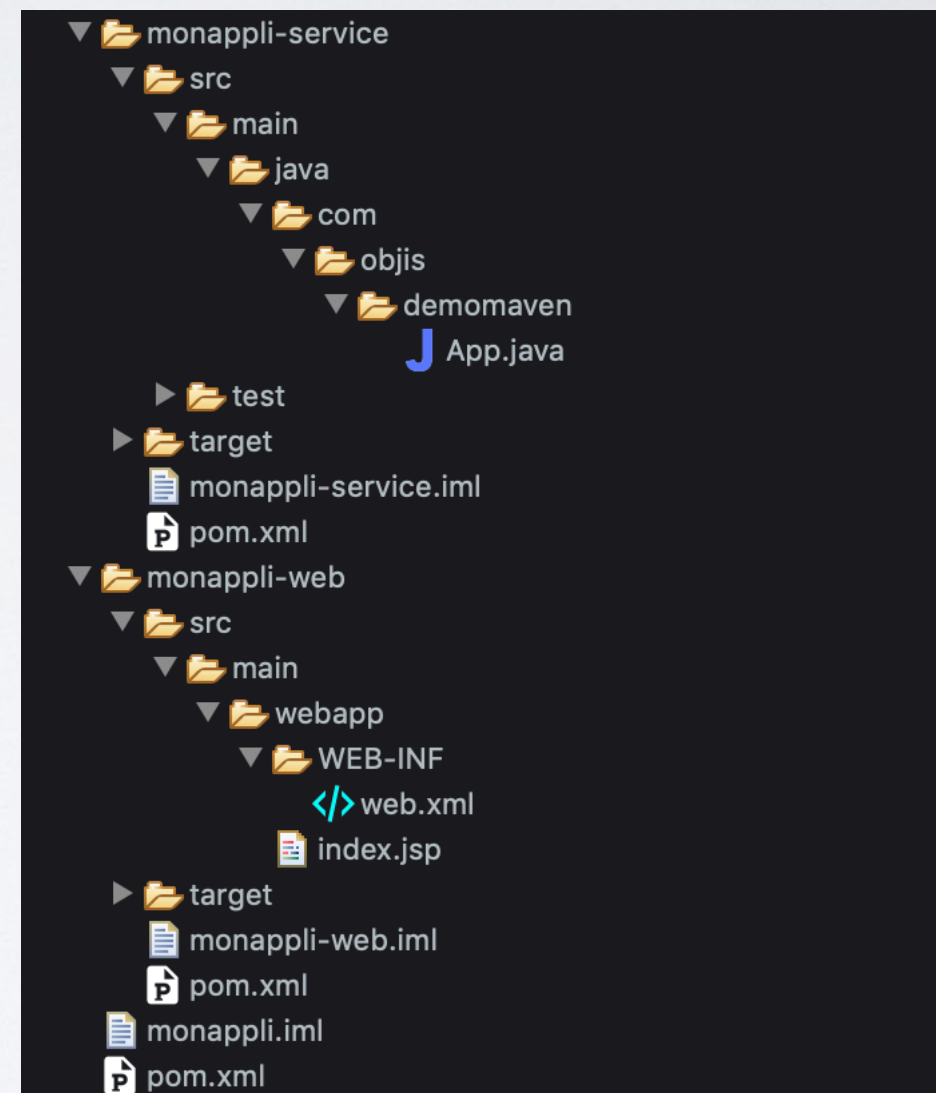 monappli-service
src
main
java
com
objis
demomaven
App.java
test
target
monappli-service.iml
pom.xml
monappli-web
src
main
webapp
WEB-INF
web.xml
index.jsp
target
monappli-web.iml
pom.xml
monappli.iml
pom.xml